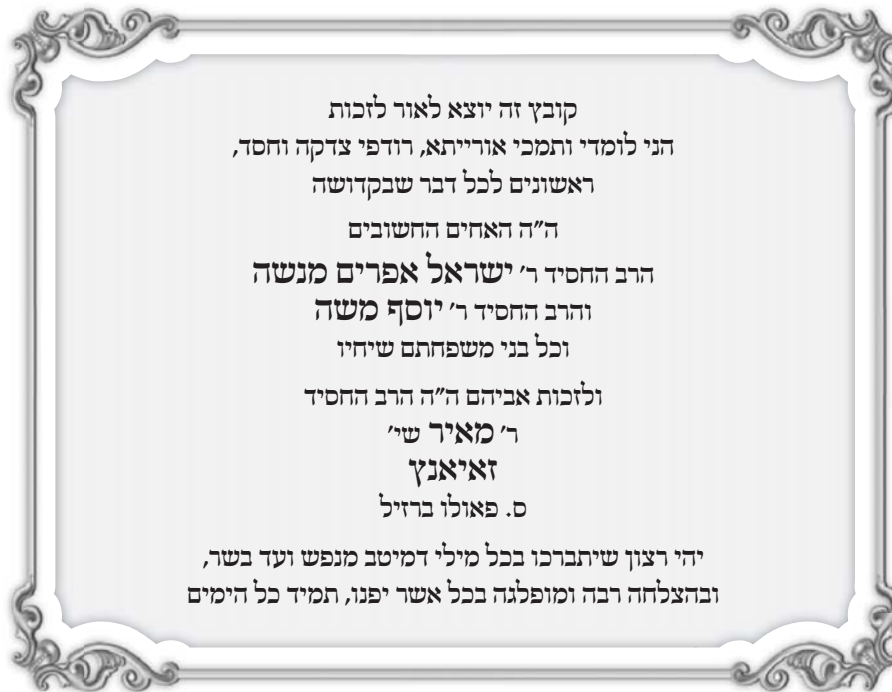 קובץ זה יוצא לאור לזכות
הני לומדי ותמכי אורייתא, רודפי צדקה וחסד,
ראשונים לכל דבר שבקדושה
ה״ה האחים החשובים
הרב החסיד ר׳ ישראל אפרים מנשה
והרב החסיד ר׳ יוסף משה
וכל בני משפחתם שיחיו
ולזכות אביהם ה״ה הרב החסיד
ר׳ מאיר שי׳
זאיאנץ
ס. פאולו ברזיל
יהי רצון שיתברכו בכל מילי דמיטב מנפש ועד בשר,
ובהצלחה רבה ומופלגה בכל אשר יפנו, תמיד כל הימים